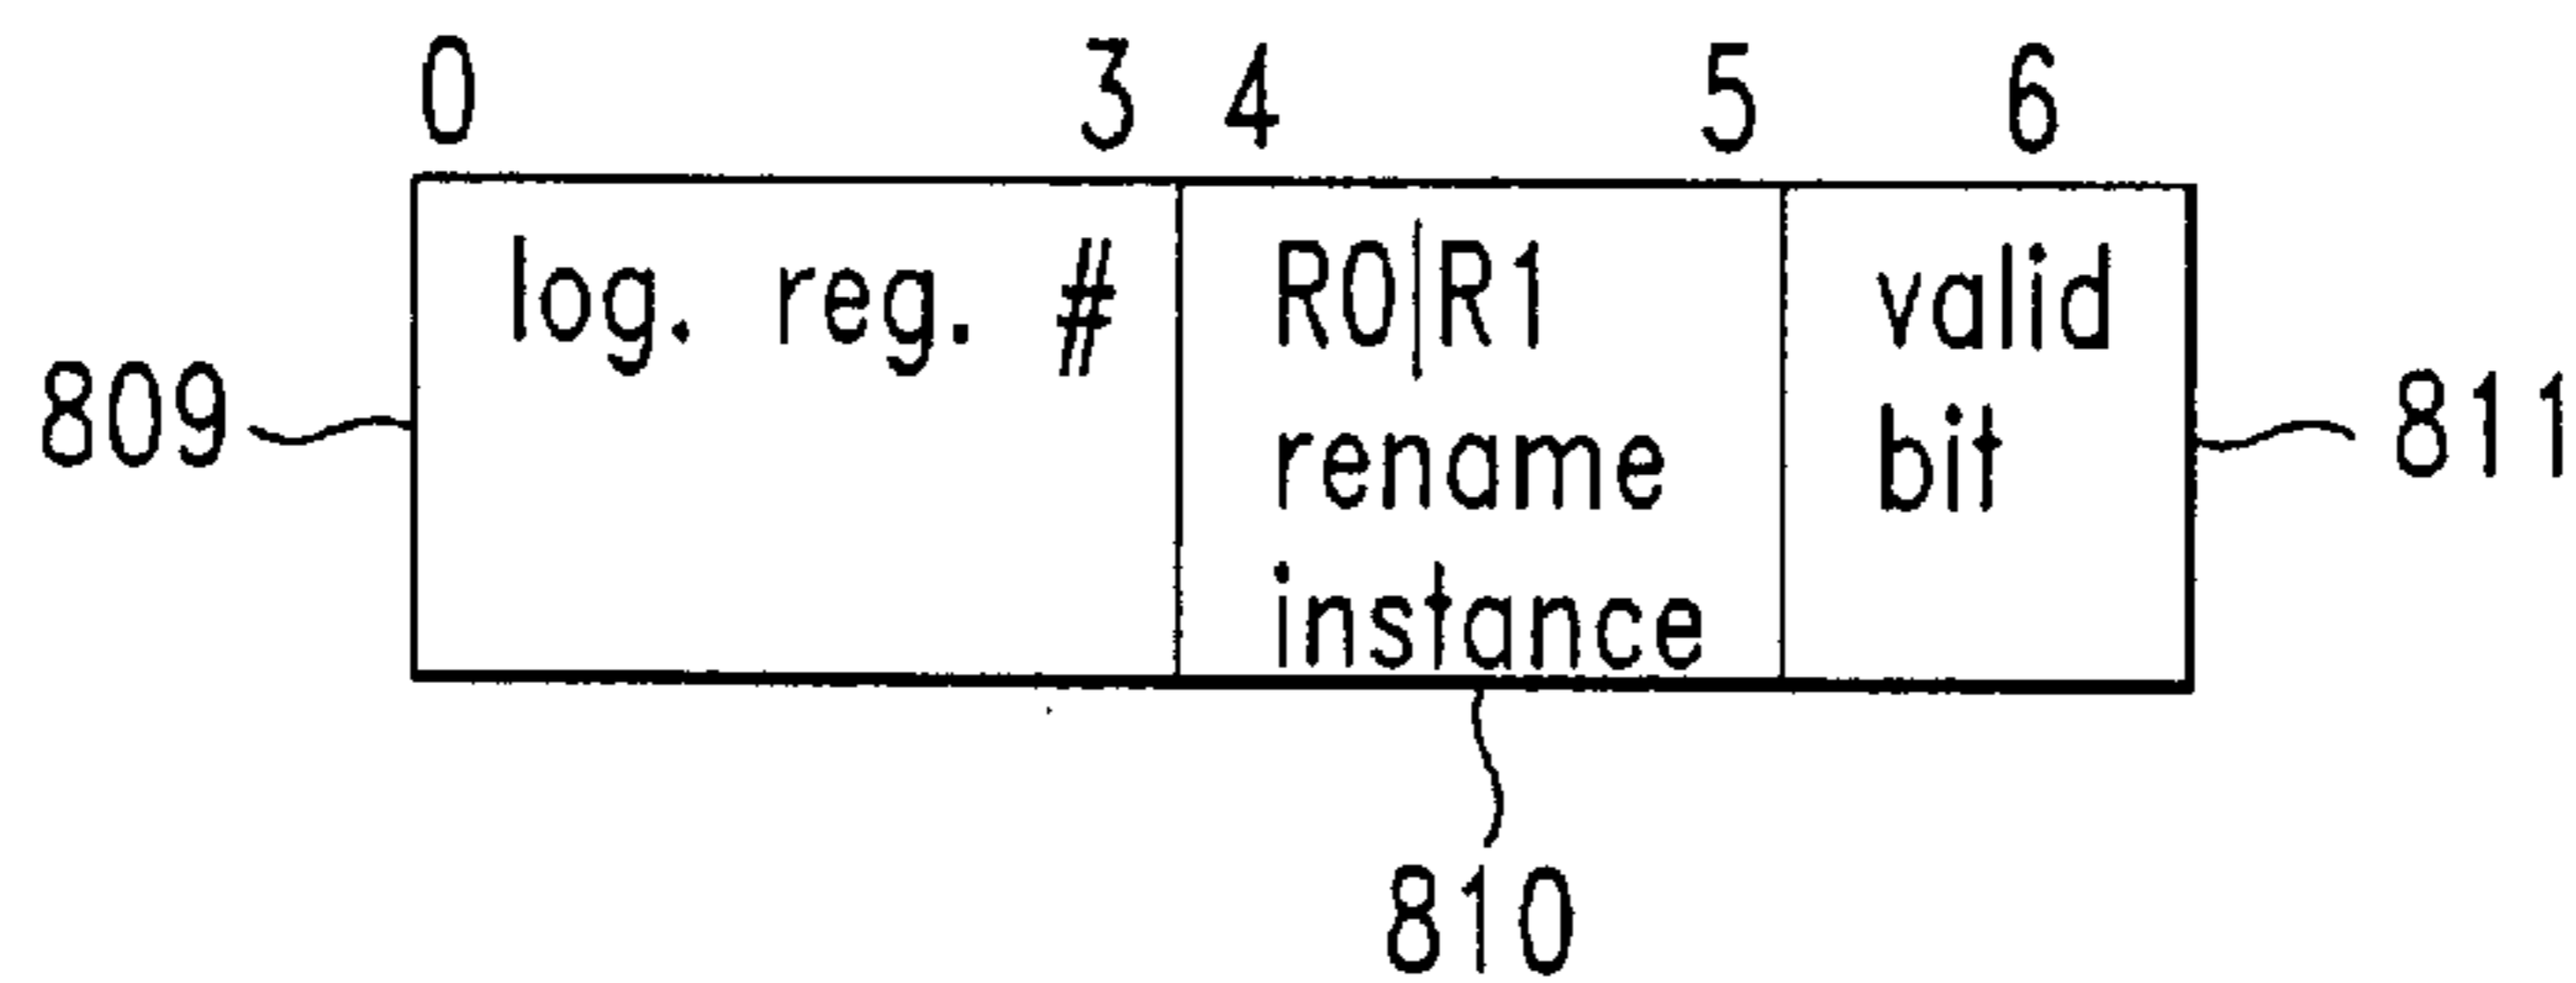 0 3 4 5 6
log. reg. # R0|R1 valid
809 rename bit 811
instance
810